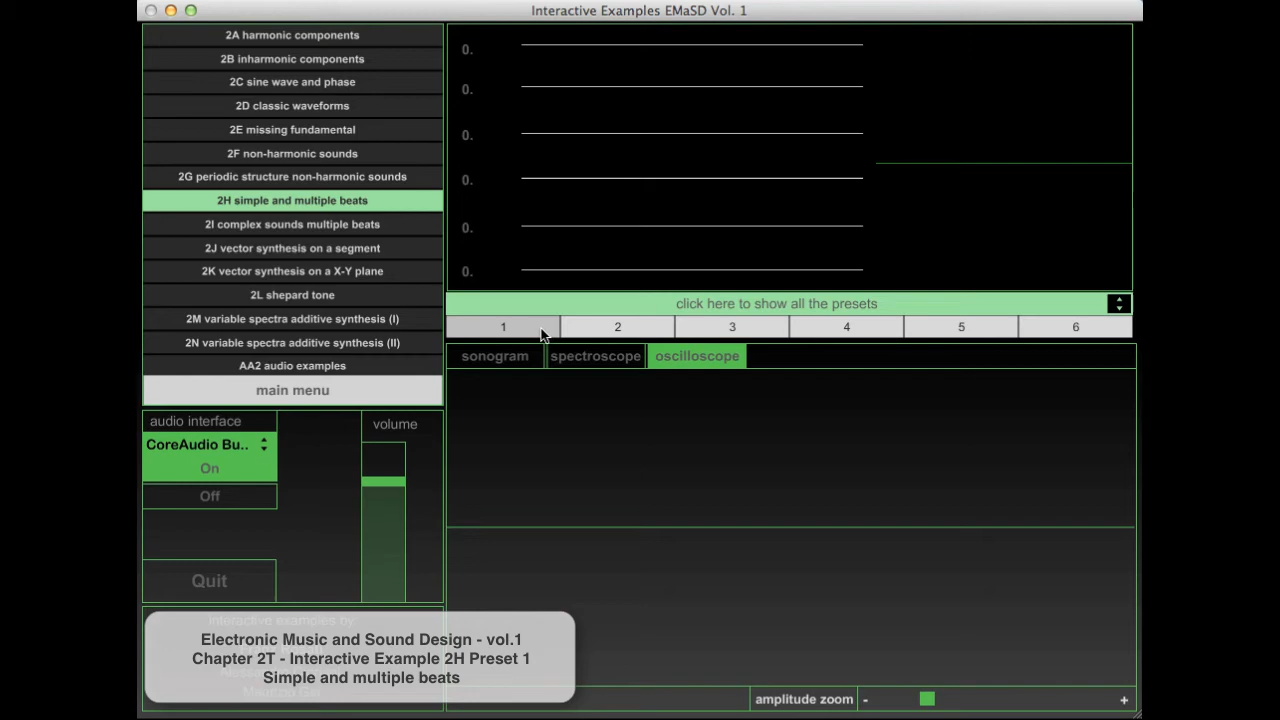 Interactive Examples EMaSD Vol. 1
2A harmonic components
2B inharmonic components
2C sine wave and phase
2D classic waveforms
2E missing fundamental
2F non-harmonic sounds
2G periodic structure non-harmonic sounds
2H simple and multiple beats
2I complex sounds multiple beats
2J vector synthesis on a segment
2K vector synthesis on a X-Y plane
2L shepard tone
2M variable spectra additive synthesis (I)
2N variable spectra additive synthesis (II)
AA2 audio examples
main menu
0.
0.
0.
0.
0.
0.
click here to show all the presets
1 2 3 4 5 6
sonogram spectroscope oscilloscope
audio interface
CoreAudio Bu..
On
Off
volume
Quit
interactive examples by:
Electronic Music and Sound Design - vol.1
Chapter 2T - Interactive Example 2H Preset 1
Simple and multiple beats
amplitude zoom - +